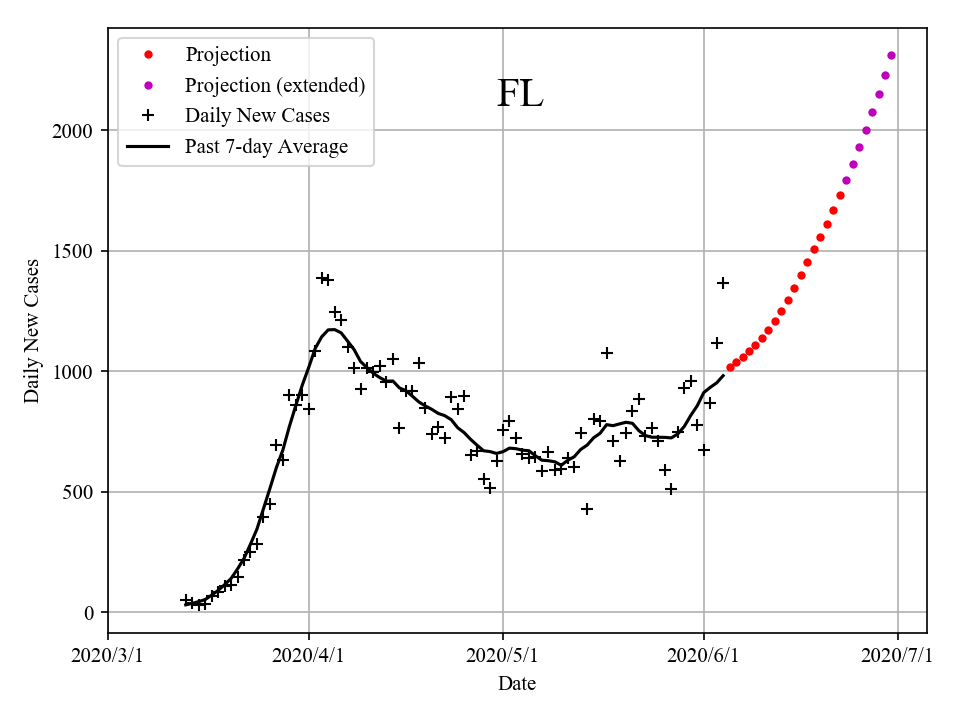 Projection
Projection (extended)
Daily New Cases
Past 7-day Average
FL
Daily New Cases
2000
1500
1000
500
0
2020/3/1 2020/4/1 2020/5/1 2020/6/1 2020/7/1
Date